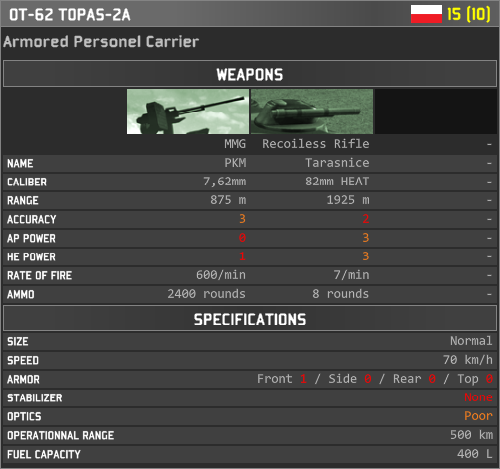 OT-62 TOPAS-2A 15 (10)
Armored Personel Carrier
WEAPONS
MMG Recoiless Rifle -
NAME PKM Tarasnice -
CALIBER 7,62mm 82mm HEAT -
RANGE 875 m 1925 m -
ACCURACY 3 2 -
AP POWER 0 3 -
HE POWER 1 3 -
RATE OF FIRE 600/min 7/min -
AMMO 2400 rounds 8 rounds -
SPECIFICATIONS
SIZE Normal
SPEED 70 km/h
ARMOR Front 1 / Side 0 / Rear 0 / Top 0
STABILIZER None
OPTICS Poor
OPERATIONNAL RANGE 500 km
FUEL CAPACITY 400 L